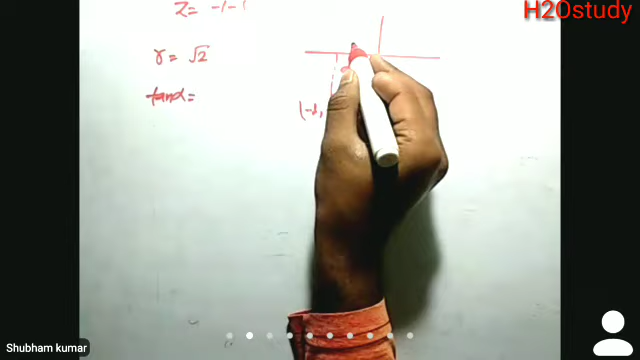 H2Ostudy
z = -1-i
r = √2
tanα =
(-1,
Shubham kumar